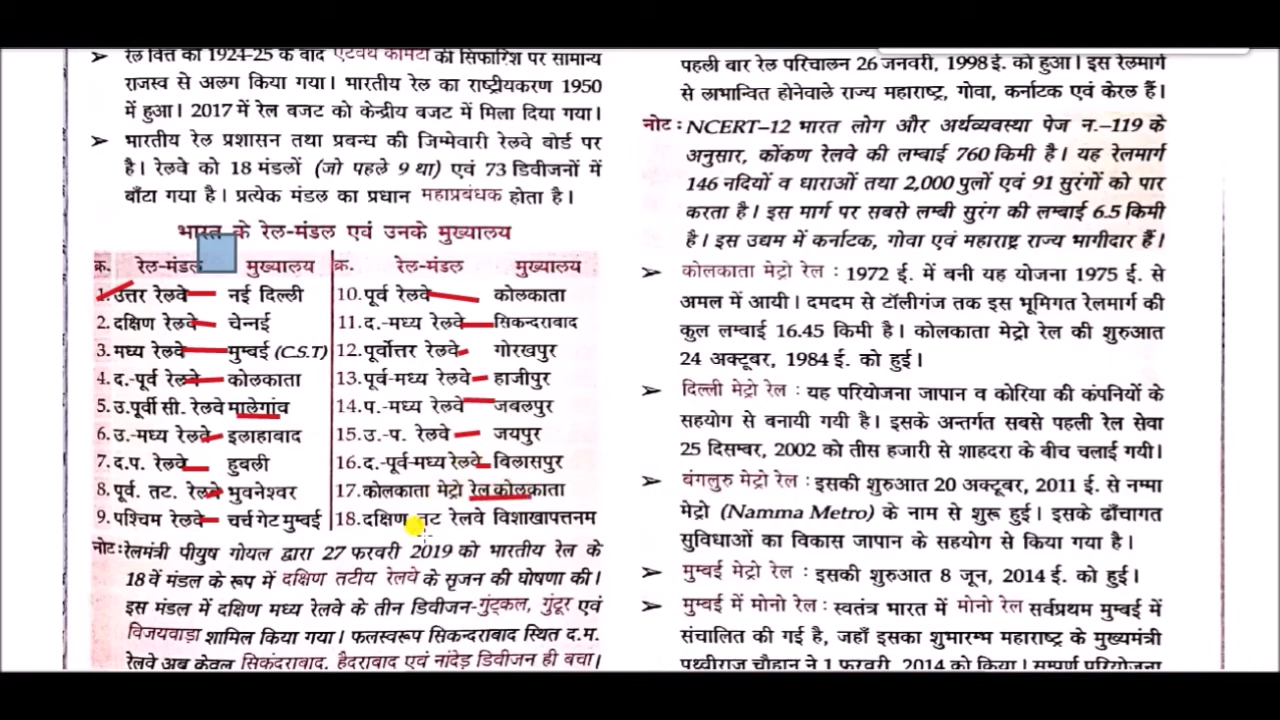 ➤ रेल वित्त को 1924-25 के बाद एटवर्थ कमिटी की सिफारिश पर सामान्य
राजस्व से अलग किया गया। भारतीय रेल का राष्ट्रीयकरण 1950
में हुआ। 2017 में रेल बजट को केन्द्रीय बजट में मिला दिया गया।
➤ भारतीय रेल प्रशासन तथा प्रबन्ध की जिम्मेवारी रेलवे बोर्ड पर
है। रेलवे को 18 मंडलों (जो पहले 9 था) एवं 73 डिवीजनों में
बाँटा गया है। प्रत्येक मंडल का प्रधान महाप्रबंधक होता है।
भारत के रेल-मंडल एवं उनके मुख्यालय
क्र. रेल-मंडल मुख्यालय क्र. रेल-मंडल मुख्यालय
1. उत्तर रेलवे नई दिल्ली 10. पूर्व रेलवे कोलकाता
2. दक्षिण रेलवे चेन्नई 11. द.-मध्य रेलवे सिकन्दराबाद
3. मध्य रेलवे मुम्बई (C.S.T) 12. पूर्वोत्तर रेलवे गोरखपुर
4. द.-पूर्व रेलवे कोलकाता 13. पूर्व-मध्य रेलवे हाजीपुर
5. उ.पूर्वी सी. रेलवे मालेगांव 14. प.-मध्य रेलवे जबलपुर
6. उ.-मध्य रेलवे इलाहाबाद 15. उ.-प. रेलवे जयपुर
7. द.प. रेलवे हुबली 16. द.-पूर्व-मध्य रेलवे बिलासपुर
8. पूर्व. तट. रेलवे भुवनेश्वर 17. कोलकाता मेट्रो रेल कोलकाता
9. पश्चिम रेलवे चर्च गेट मुम्बई 18. दक्षिण तट रेलवे विशाखापत्तनम
नोट: रेलमंत्री पीयुष गोयल द्वारा 27 फरवरी 2019 को भारतीय रेल के
18 वें मंडल के रूप में दक्षिण तटीय रेलवे के सृजन की घोषणा की।
इस मंडल में दक्षिण मध्य रेलवे के तीन डिवीजन-गुंटकल, गुंटूर एवं
विजयवाड़ा शामिल किया गया। फलस्वरूप सिकन्दराबाद स्थित द.म.
रेलवे अब केवल सिकंदराबाद, हैदराबाद एवं नांदेड़ डिवीजन ही बचा।
पहली बार रेल परिचालन 26 जनवरी, 1998 ई. को हुआ। इस रेलमार्ग
से लाभान्वित होनेवाले राज्य महाराष्ट्र, गोवा, कर्नाटक एवं केरल हैं।
नोट: NCERT-12 भारत लोग और अर्थव्यवस्था पेज न.-119 के
अनुसार, कोंकण रेलवे की लम्बाई 760 किमी है। यह रेलमार्ग
146 नदियों व धाराओं तथा 2,000 पुलों एवं 91 सुरंगों को पार
करता है। इस मार्ग पर सबसे लम्बी सुरंग की लम्बाई 6.5 किमी
है। इस उद्यम में कर्नाटक, गोवा एवं महाराष्ट्र राज्य भागीदार हैं।
➤ कोलकाता मेट्रो रेल : 1972 ई. में बनी यह योजना 1975 ई. से
अमल में आयी। दमदम से टॉलीगंज तक इस भूमिगत रेलमार्ग की
कुल लम्बाई 16.45 किमी है। कोलकाता मेट्रो रेल की शुरुआत
24 अक्टूबर, 1984 ई. को हुई।
➤ दिल्ली मेट्रो रेल : यह परियोजना जापान व कोरिया की कंपनियों के
सहयोग से बनायी गयी है। इसके अन्तर्गत सबसे पहली रेल सेवा
25 दिसम्बर, 2002 को तीस हजारी से शाहदरा के बीच चलाई गयी।
➤ बंगलुरु मेट्रो रेल : इसकी शुरुआत 20 अक्टूबर, 2011 ई. से नम्मा
मेट्रो (Namma Metro) के नाम से शुरू हुई। इसके ढाँचागत
सुविधाओं का विकास जापान के सहयोग से किया गया है।
➤ मुम्बई मेट्रो रेल : इसकी शुरुआत 8 जून, 2014 ई. को हुई।
➤ मुम्बई में मोनो रेल : स्वतंत्र भारत में मोनो रेल सर्वप्रथम मुम्बई में
संचालित की गई है, जहाँ इसका शुभारम्भ महाराष्ट्र के मुख्यमंत्री
पृथ्वीराज चौहान ने 1 फरवरी, 2014 को किया। सम्पूर्ण परियोजना